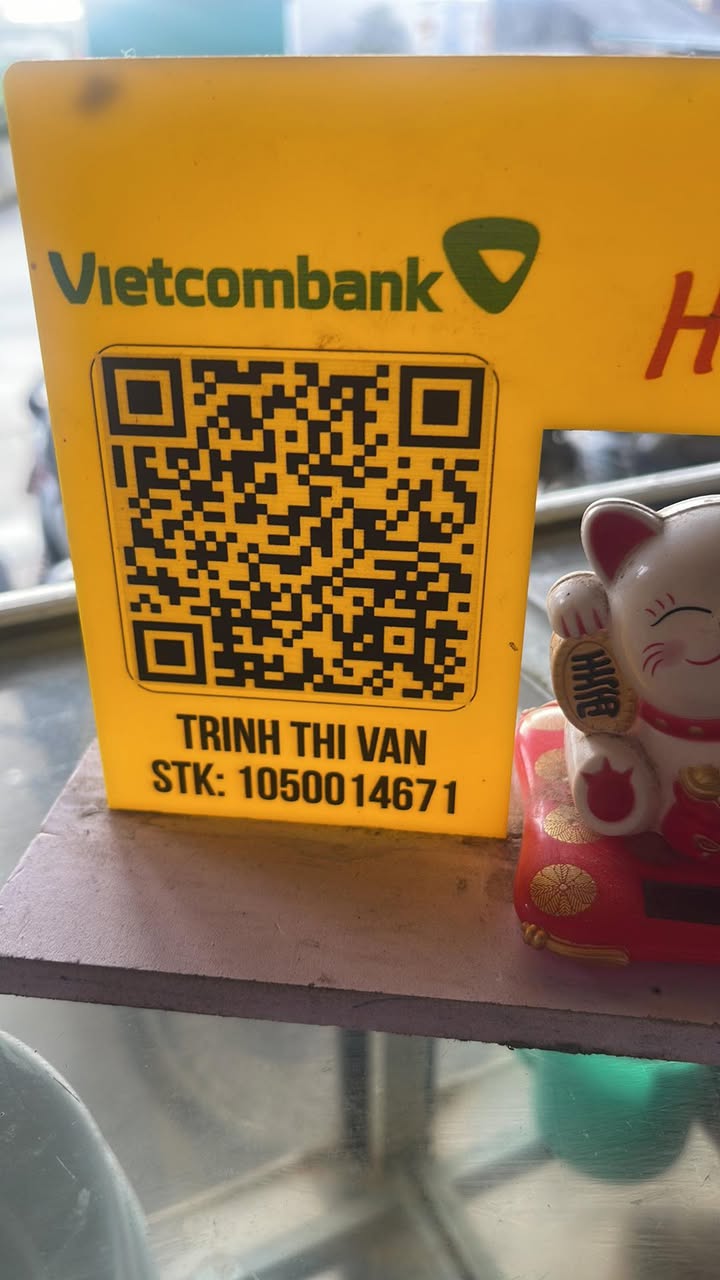 Vietcombank
TRINH THI VAN
STK: 1050014671